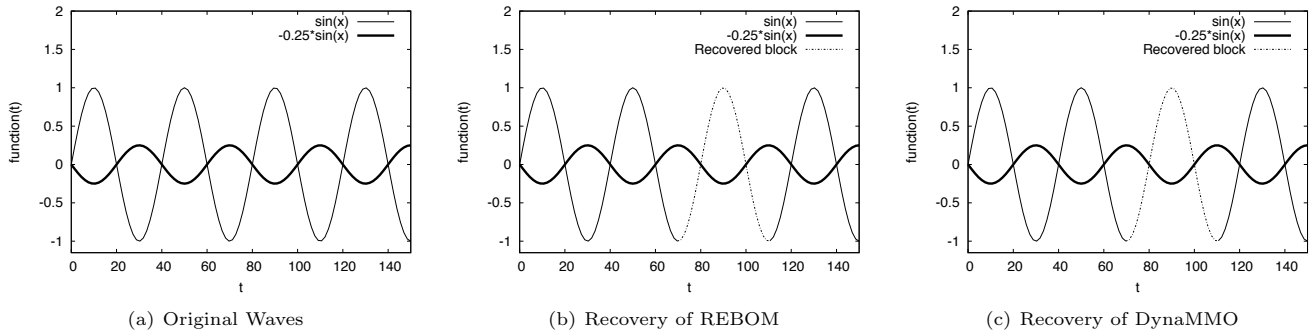 2
1.5
1
0.5
0
-0.5
-1
function(t)
0 20 40 60 80 100 120 140
t
sin(x)
-0.25*sin(x)
(a) Original Waves
2
1.5
1
0.5
0
-0.5
-1
function(t)
0 20 40 60 80 100 120 140
t
sin(x)
-0.25*sin(x)
Recovered block
(b) Recovery of REBOM
2
1.5
1
0.5
0
-0.5
-1
function(t)
0 20 40 60 80 100 120 140
t
sin(x)
-0.25*sin(x)
Recovered block
(c) Recovery of DynaMMO